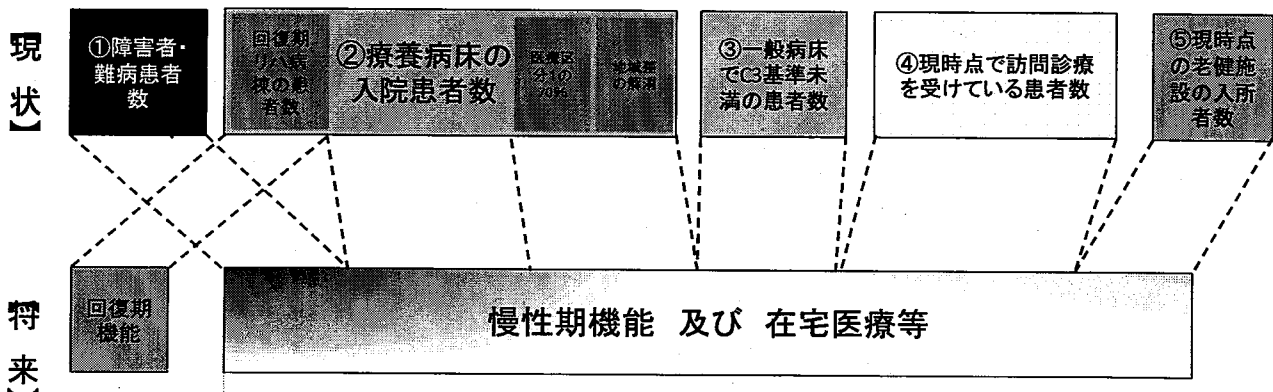 【現状】
①障害者・
難病患者
数
回復期
リハ病
棟の患
者数
②療養病床の
入院患者数
医療区
分1の
70%
地域差
の解消
③一般病床
でC3基準未
満の患者数
④現時点で訪問診療
を受けている患者数
⑤現時点
の老健施
設の入所
者数
【将来】
回復期
機能
慢性期機能 及び 在宅医療等